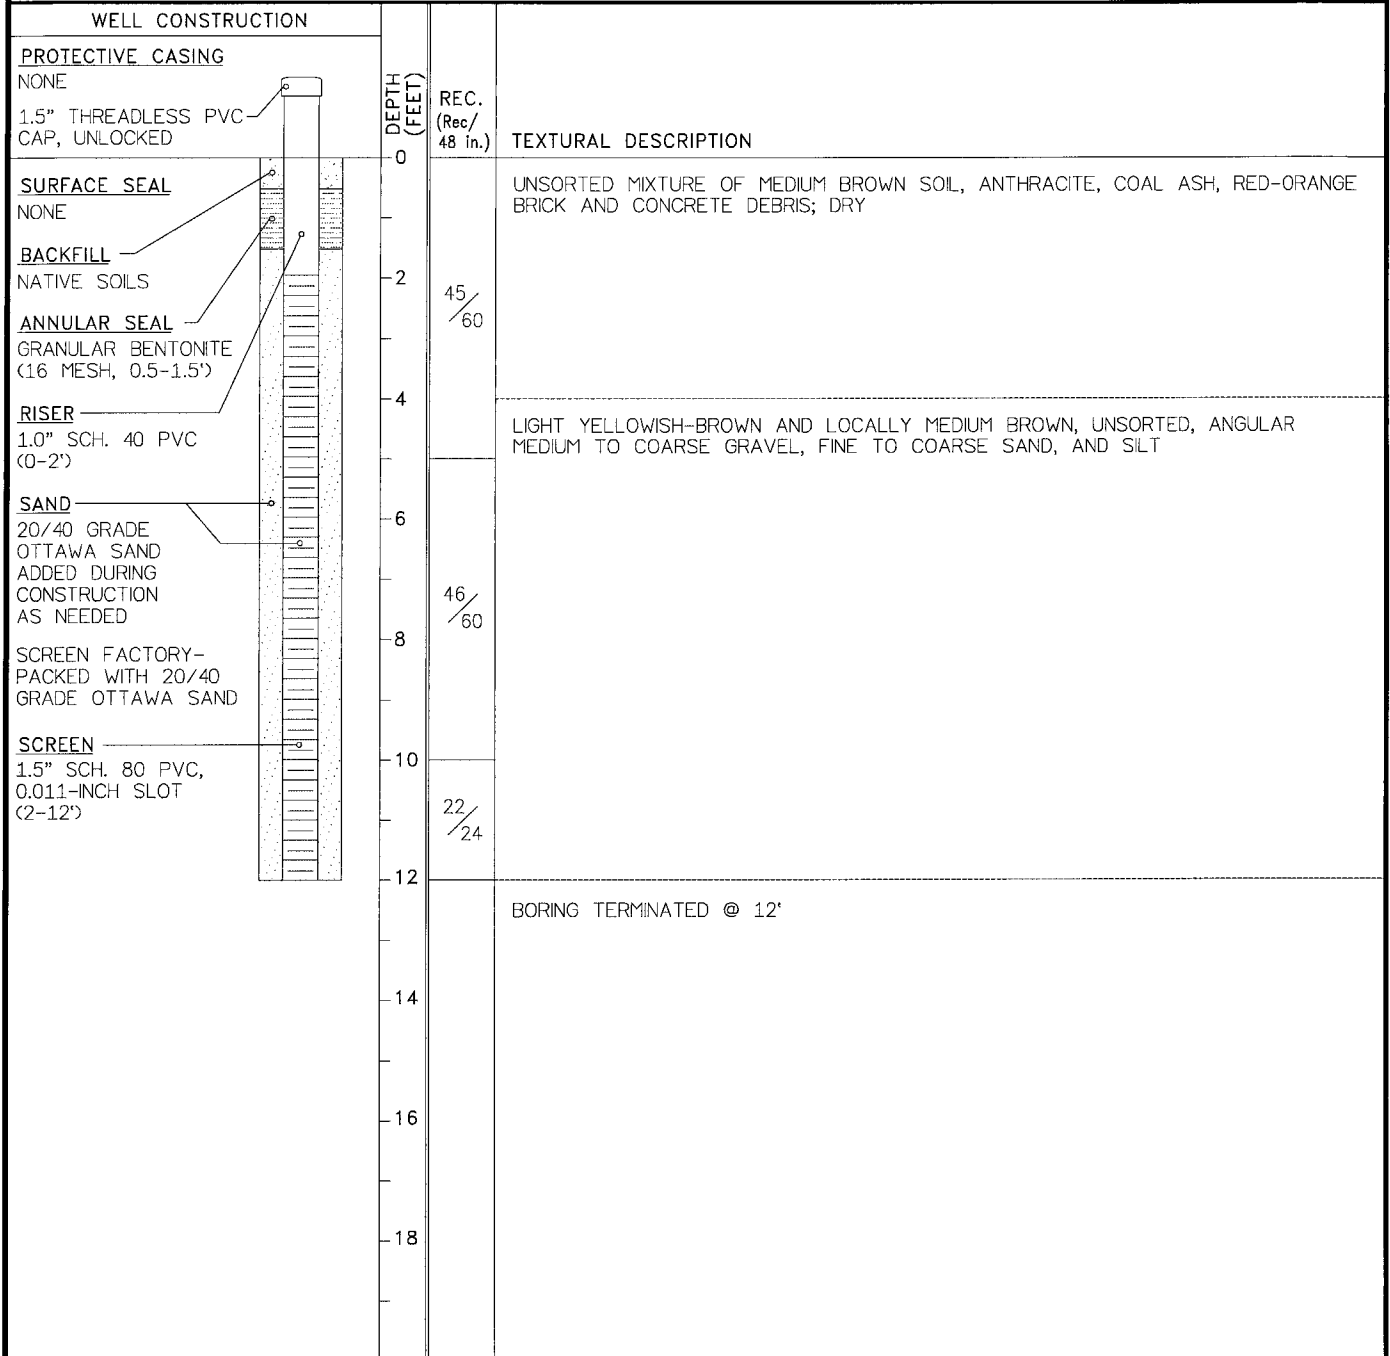 WELL CONSTRUCTION
PROTECTIVE CASING
NONE
1.5" THREADLESS PVC
CAP, UNLOCKED
SURFACE SEAL
NONE
BACKFILL
NATIVE SOILS
ANNULAR SEAL
GRANULAR BENTONITE
(16 MESH, 0.5-1.5')
RISER
1.0" SCH. 40 PVC
(0-2')
SAND
20/40 GRADE
OTTAWA SAND
ADDED DURING
CONSTRUCTION
AS NEEDED
SCREEN FACTORY-
PACKED WITH 20/40
GRADE OTTAWA SAND
SCREEN
1.5" SCH. 80 PVC,
0.011-INCH SLOT
(2-12')
DEPTH
(FEET)
0
2
4
6
8
10
12
14
16
18
REC.
(Rec/
48 in.)
45/60
46/60
22/24
TEXTURAL DESCRIPTION
UNSORTED MIXTURE OF MEDIUM BROWN SOIL, ANTHRACITE, COAL ASH, RED-ORANGE
BRICK AND CONCRETE DEBRIS; DRY
LIGHT YELLOWISH-BROWN AND LOCALLY MEDIUM BROWN, UNSORTED, ANGULAR
MEDIUM TO COARSE GRAVEL, FINE TO COARSE SAND, AND SILT
BORING TERMINATED @ 12'